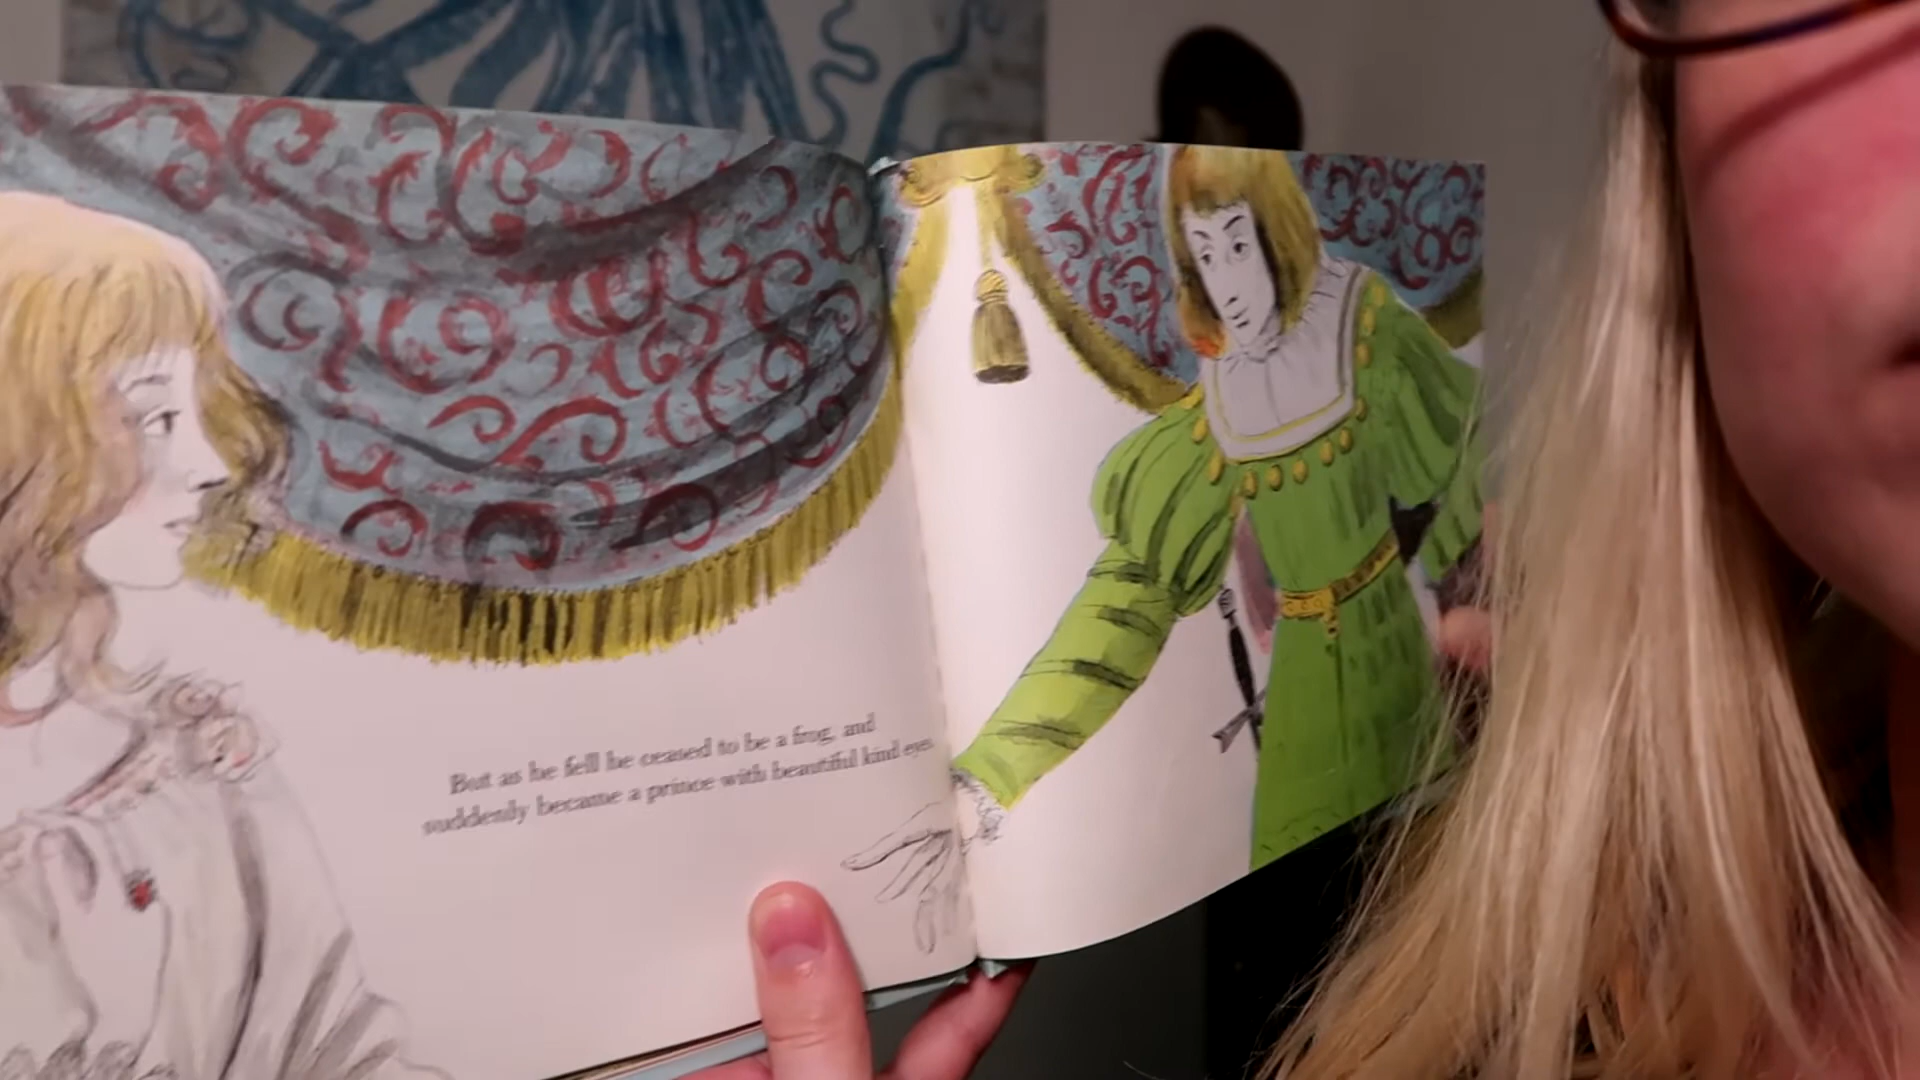 But as he fell he ceased to be a frog, and
suddenly became a prince with beautiful kind eyes.